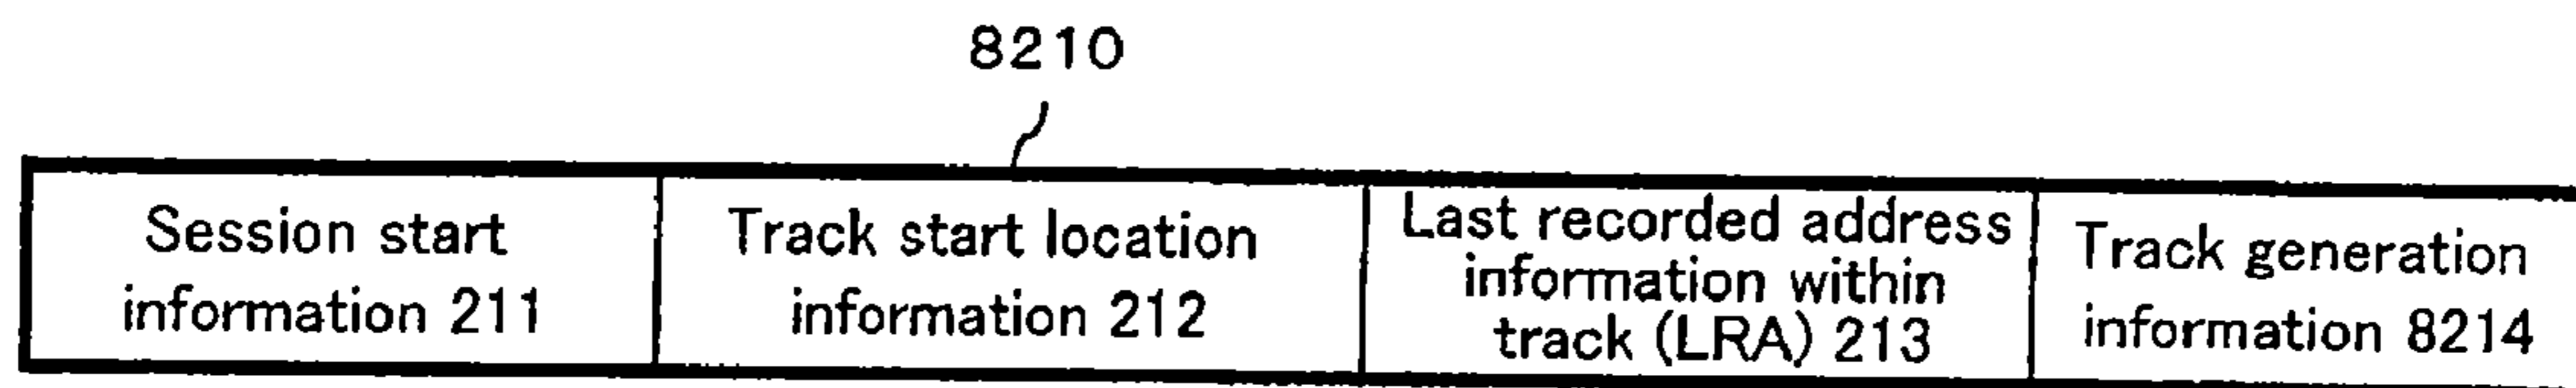 8210
Session start
information 211
Track start location
information 212
Last recorded address
information within
track (LRA) 213
Track generation
information 8214